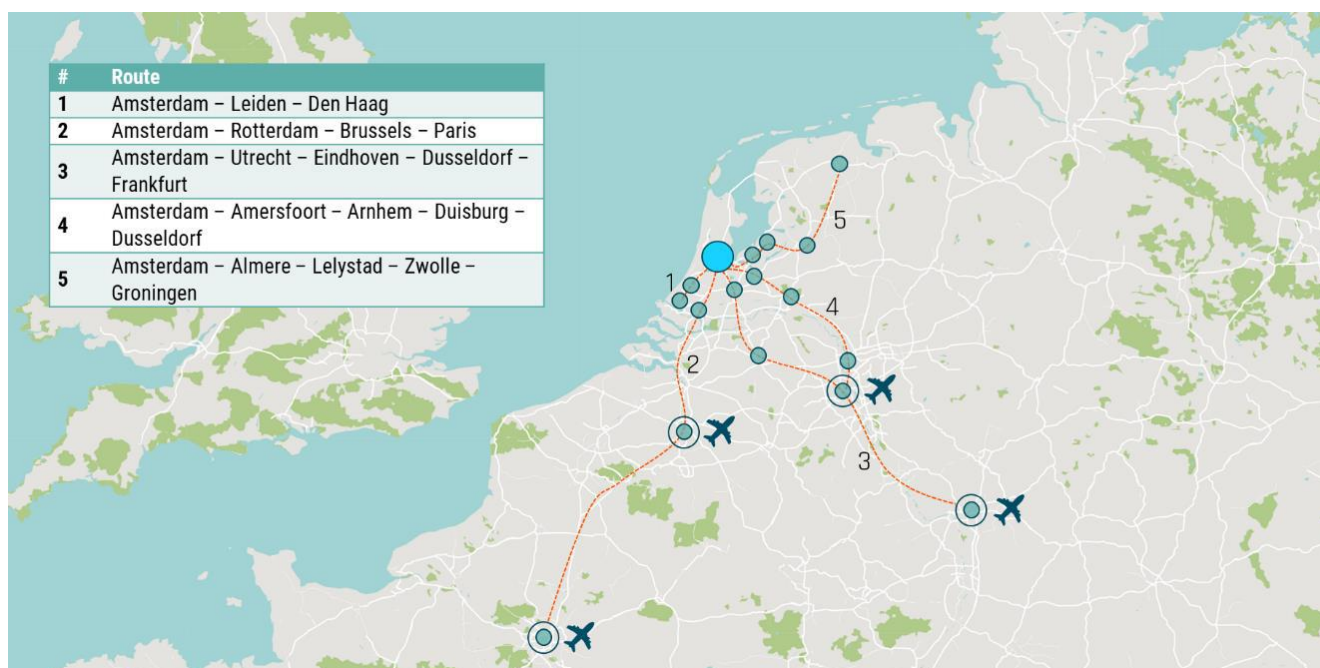 # Route
1 Amsterdam – Leiden – Den Haag
2 Amsterdam – Rotterdam – Brussels – Paris
3 Amsterdam – Utrecht – Eindhoven – Dusseldorf –
Frankfurt
4 Amsterdam – Amersfoort – Arnhem – Duisburg –
Dusseldorf
5 Amsterdam – Almere – Lelystad – Zwolle –
Groningen
5
1
4
2
3